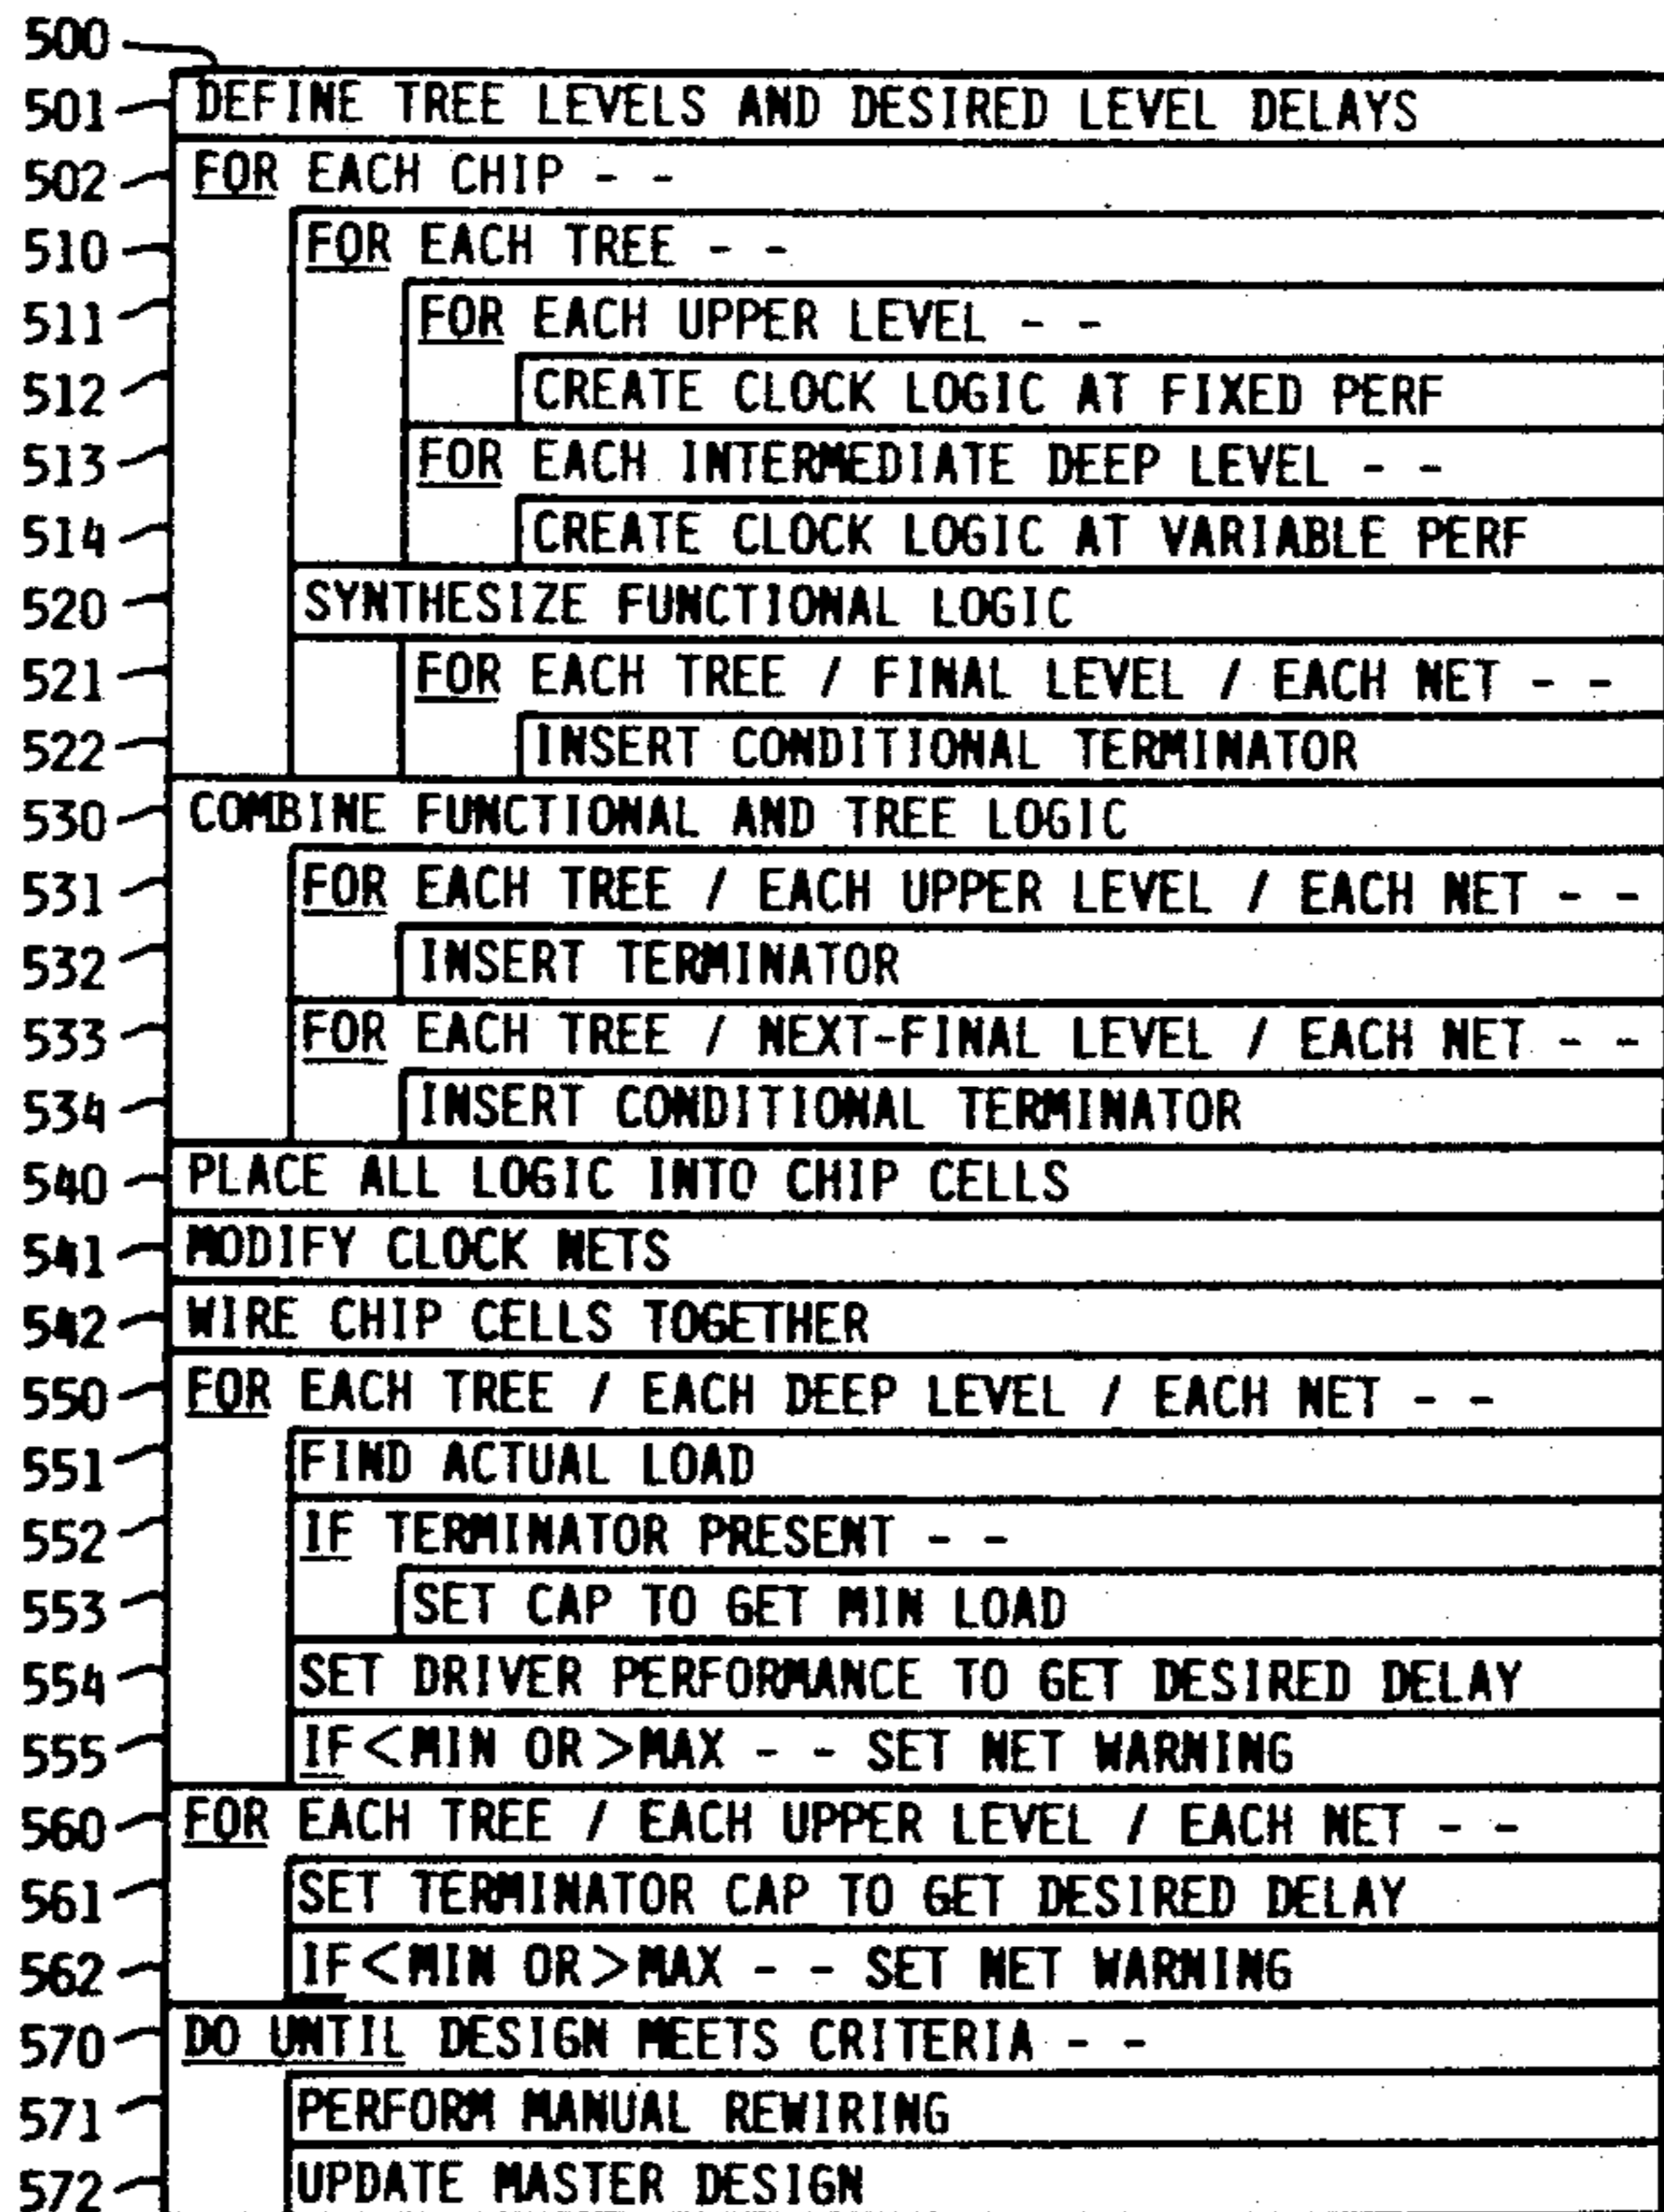 500
501 DEFINE TREE LEVELS AND DESIRED LEVEL DELAYS
502 FOR EACH CHIP - -
510 FOR EACH TREE - -
511 FOR EACH UPPER LEVEL - -
512 CREATE CLOCK LOGIC AT FIXED PERF
513 FOR EACH INTERMEDIATE DEEP LEVEL - -
514 CREATE CLOCK LOGIC AT VARIABLE PERF
520 SYNTHESIZE FUNCTIONAL LOGIC
521 FOR EACH TREE / FINAL LEVEL / EACH NET - -
522 INSERT CONDITIONAL TERMINATOR
530 COMBINE FUNCTIONAL AND TREE LOGIC
531 FOR EACH TREE / EACH UPPER LEVEL / EACH NET - -
532 INSERT TERMINATOR
533 FOR EACH TREE / NEXT-FINAL LEVEL / EACH NET - -
534 INSERT CONDITIONAL TERMINATOR
540 PLACE ALL LOGIC INTO CHIP CELLS
541 MODIFY CLOCK NETS
542 WIRE CHIP CELLS TOGETHER
550 FOR EACH TREE / EACH DEEP LEVEL / EACH NET - -
551 FIND ACTUAL LOAD
552 IF TERMINATOR PRESENT - -
553 SET CAP TO GET MIN LOAD
554 SET DRIVER PERFORMANCE TO GET DESIRED DELAY
555 IF <MIN OR >MAX - - SET NET WARNING
560 FOR EACH TREE / EACH UPPER LEVEL / EACH NET - -
561 SET TERMINATOR CAP TO GET DESIRED DELAY
562 IF <MIN OR >MAX - - SET NET WARNING
570 DO UNTIL DESIGN MEETS CRITERIA - -
571 PERFORM MANUAL REWIRING
572 UPDATE MASTER DESIGN